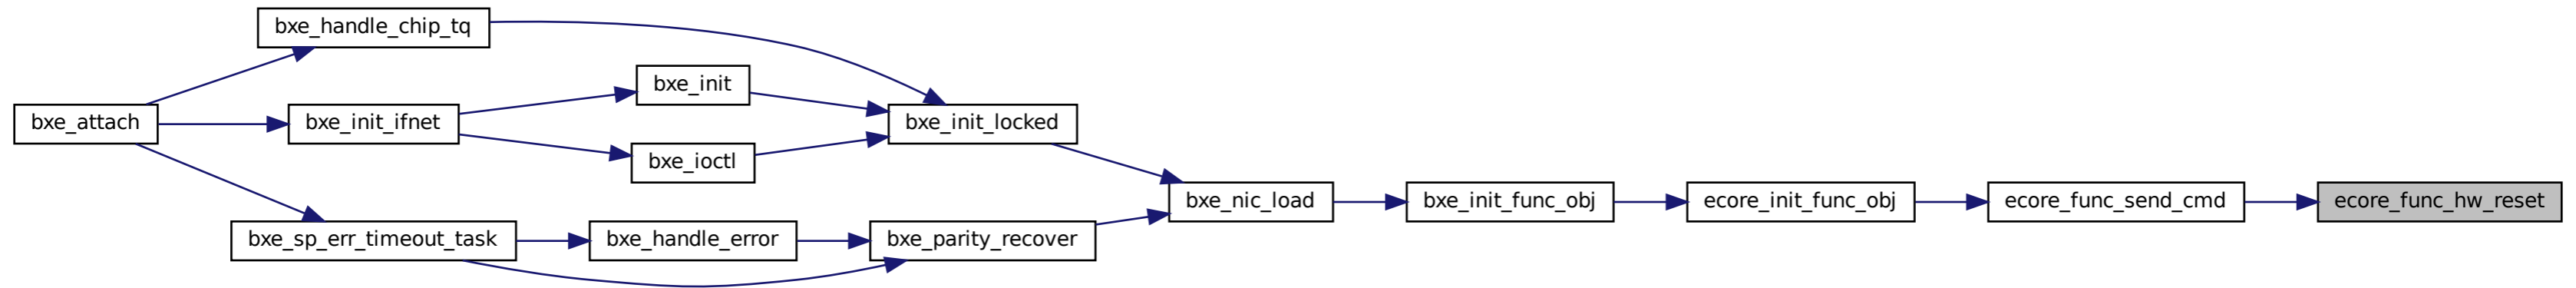 bxe_handle_chip_tq
bxe_init
bxe_attach
bxe_init_ifnet
bxe_init_locked
bxe_ioctl
bxe_nic_load
bxe_init_func_obj
ecore_init_func_obj
ecore_func_send_cmd
ecore_func_hw_reset
bxe_sp_err_timeout_task
bxe_handle_error
bxe_parity_recover